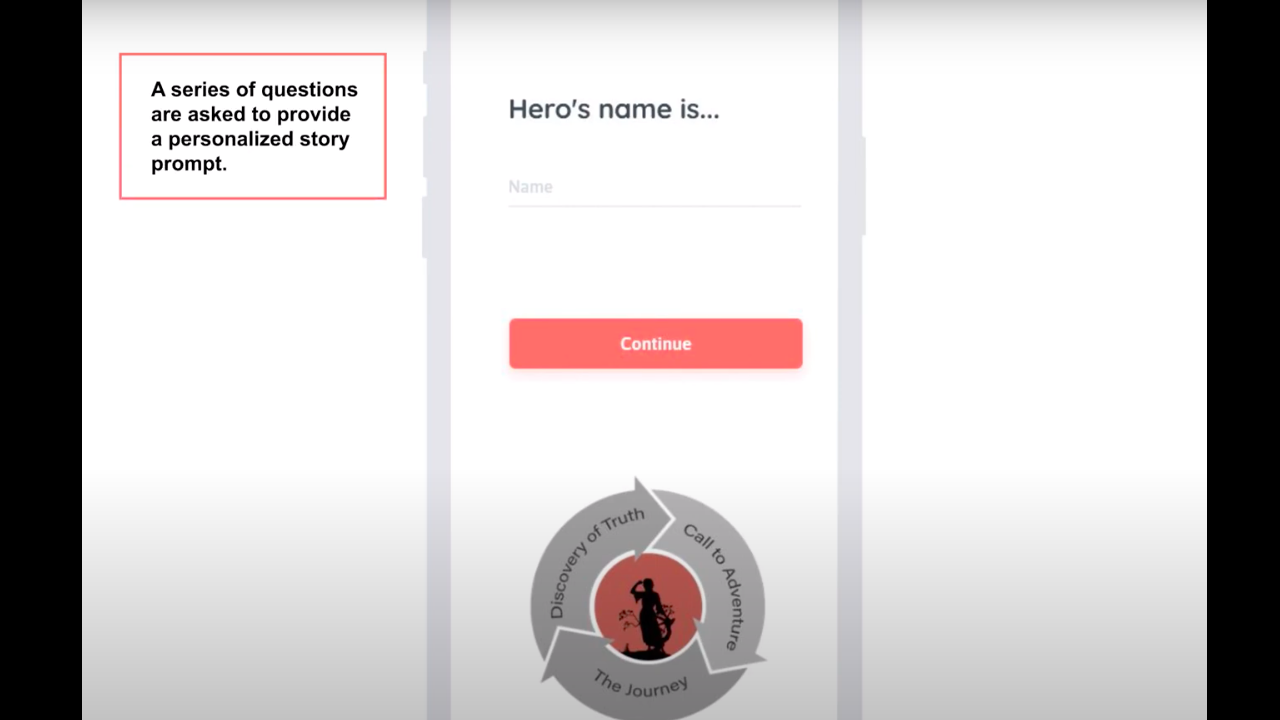 A series of questions
are asked to provide
a personalized story
prompt.
Hero's name is...
Name
Continue
Discovery of Truth
Call to Adventure
The Journey